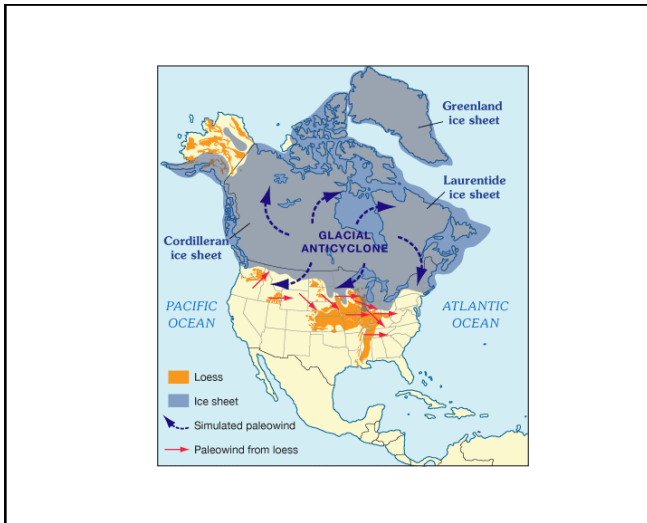 Greenland
ice sheet
Laurentide
ice sheet
GLACIAL
ANTICYCLONE
Cordilleran
ice sheet
PACIFIC
OCEAN
ATLANTIC
OCEAN
Loess
Ice sheet
Simulated paleowind
Paleowind from loess